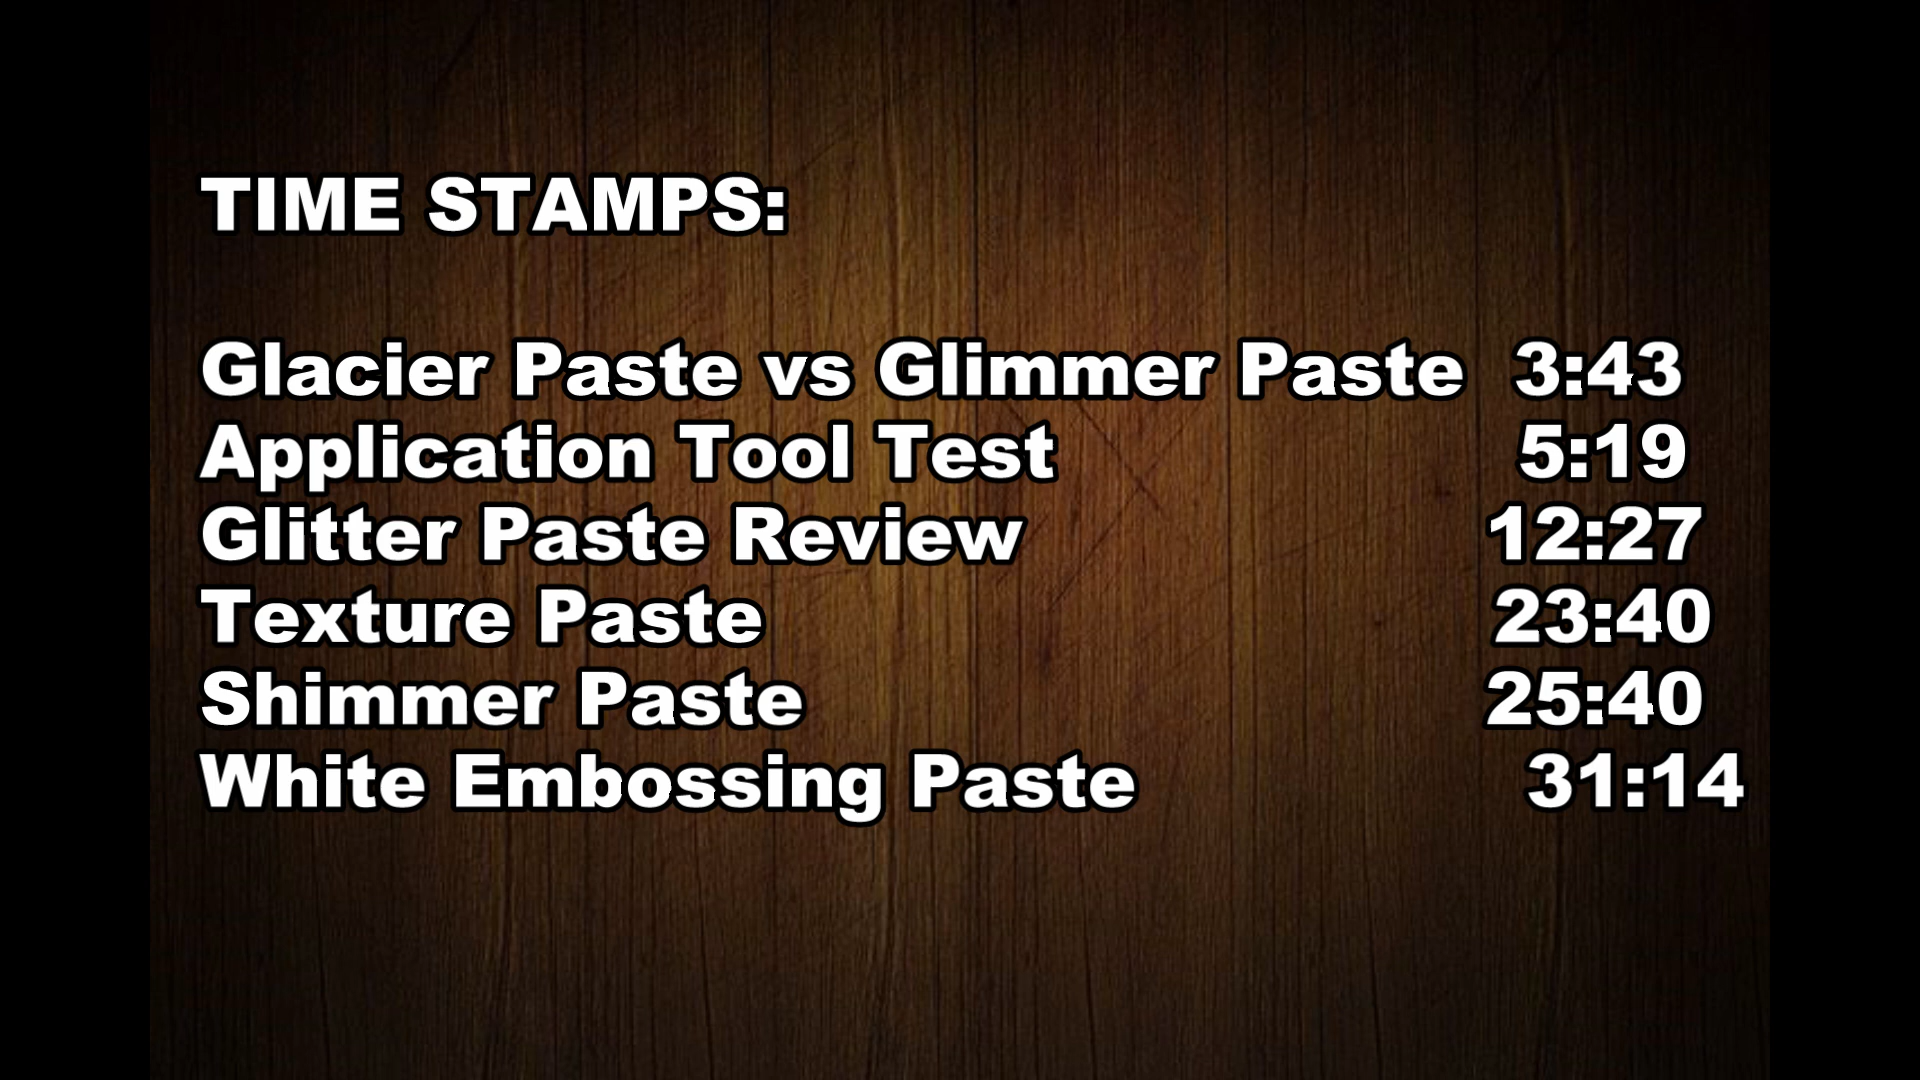 TIME STAMPS:
Glacier Paste vs Glimmer Paste 3:43
Application Tool Test 5:19
Glitter Paste Review 12:27
Texture Paste 23:40
Shimmer Paste 25:40
White Embossing Paste 31:14